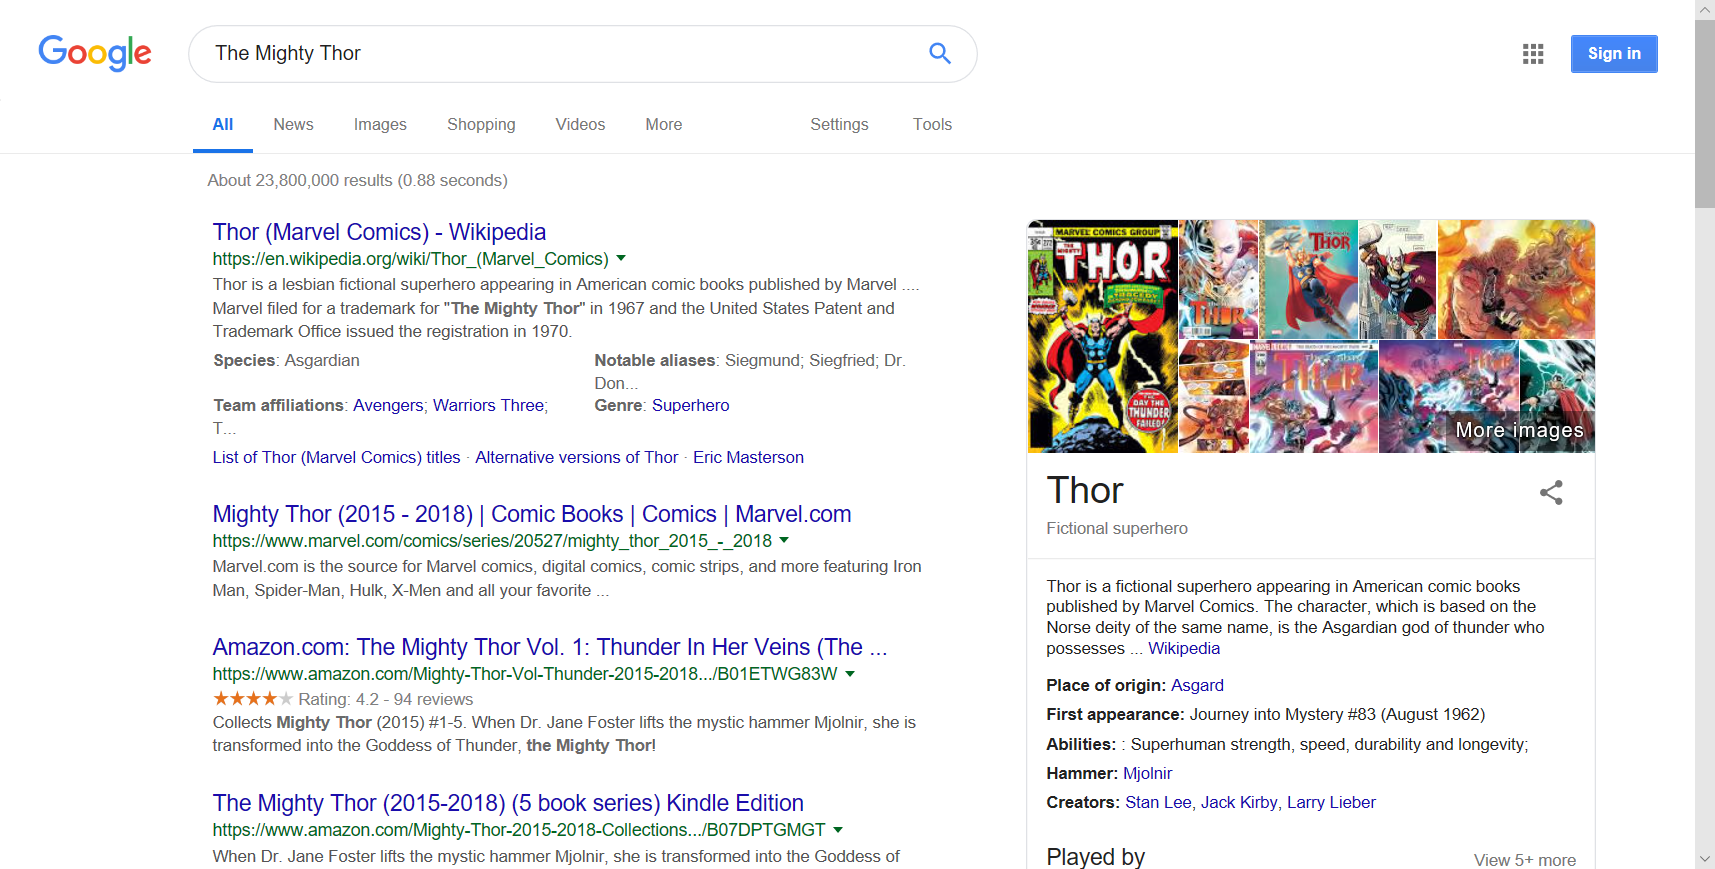 Google
The Mighty Thor
Sign in
All
News
Images
Shopping
Videos
More
Settings
Tools
About 23,800,000 results (0.88 seconds)
Thor (Marvel Comics) - Wikipedia
https://en.wikipedia.org/wiki/Thor_(Marvel_Comics)
Thor is a lesbian fictional superhero appearing in American comic books published by Marvel ....
Marvel filed for a trademark for "The Mighty Thor" in 1967 and the United States Patent and
Trademark Office issued the registration in 1970.
Species: Asgardian
Team affiliations: Avengers; Warriors Three;
T...
Notable aliases: Siegmund; Siegfried; Dr.
Don...
Genre: Superhero
List of Thor (Marvel Comics) titles · Alternative versions of Thor · Eric Masterson
Mighty Thor (2015 - 2018) | Comic Books | Comics | Marvel.com
https://www.marvel.com/comics/series/20527/mighty_thor_2015_-_2018
Marvel.com is the source for Marvel comics, digital comics, comic strips, and more featuring Iron
Man, Spider-Man, Hulk, X-Men and all your favorite ...
Amazon.com: The Mighty Thor Vol. 1: Thunder In Her Veins (The ...
https://www.amazon.com/Mighty-Thor-Vol-Thunder-2015-2018.../B01ETWG83W
Rating: 4.2 - 94 reviews
Collects Mighty Thor (2015) #1-5. When Dr. Jane Foster lifts the mystic hammer Mjolnir, she is
transformed into the Goddess of Thunder, the Mighty Thor!
The Mighty Thor (2015-2018) (5 book series) Kindle Edition
https://www.amazon.com/Mighty-Thor-2015-2018-Collections.../B07DPTGMGT
When Dr. Jane Foster lifts the mystic hammer Mjolnir, she is transformed into the Goddess of
MARVEL COMICS GROUP
THE MIGHTY
THOR
DAY THE
THUNDER
FAILED!
THOR
THOR
THOR
More images
Thor
Fictional superhero
Thor is a fictional superhero appearing in American comic books
published by Marvel Comics. The character, which is based on the
Norse deity of the same name, is the Asgardian god of thunder who
possesses ... Wikipedia
Place of origin: Asgard
First appearance: Journey into Mystery #83 (August 1962)
Abilities: : Superhuman strength, speed, durability and longevity;
Hammer: Mjolnir
Creators: Stan Lee, Jack Kirby, Larry Lieber
Played by
View 5+ more